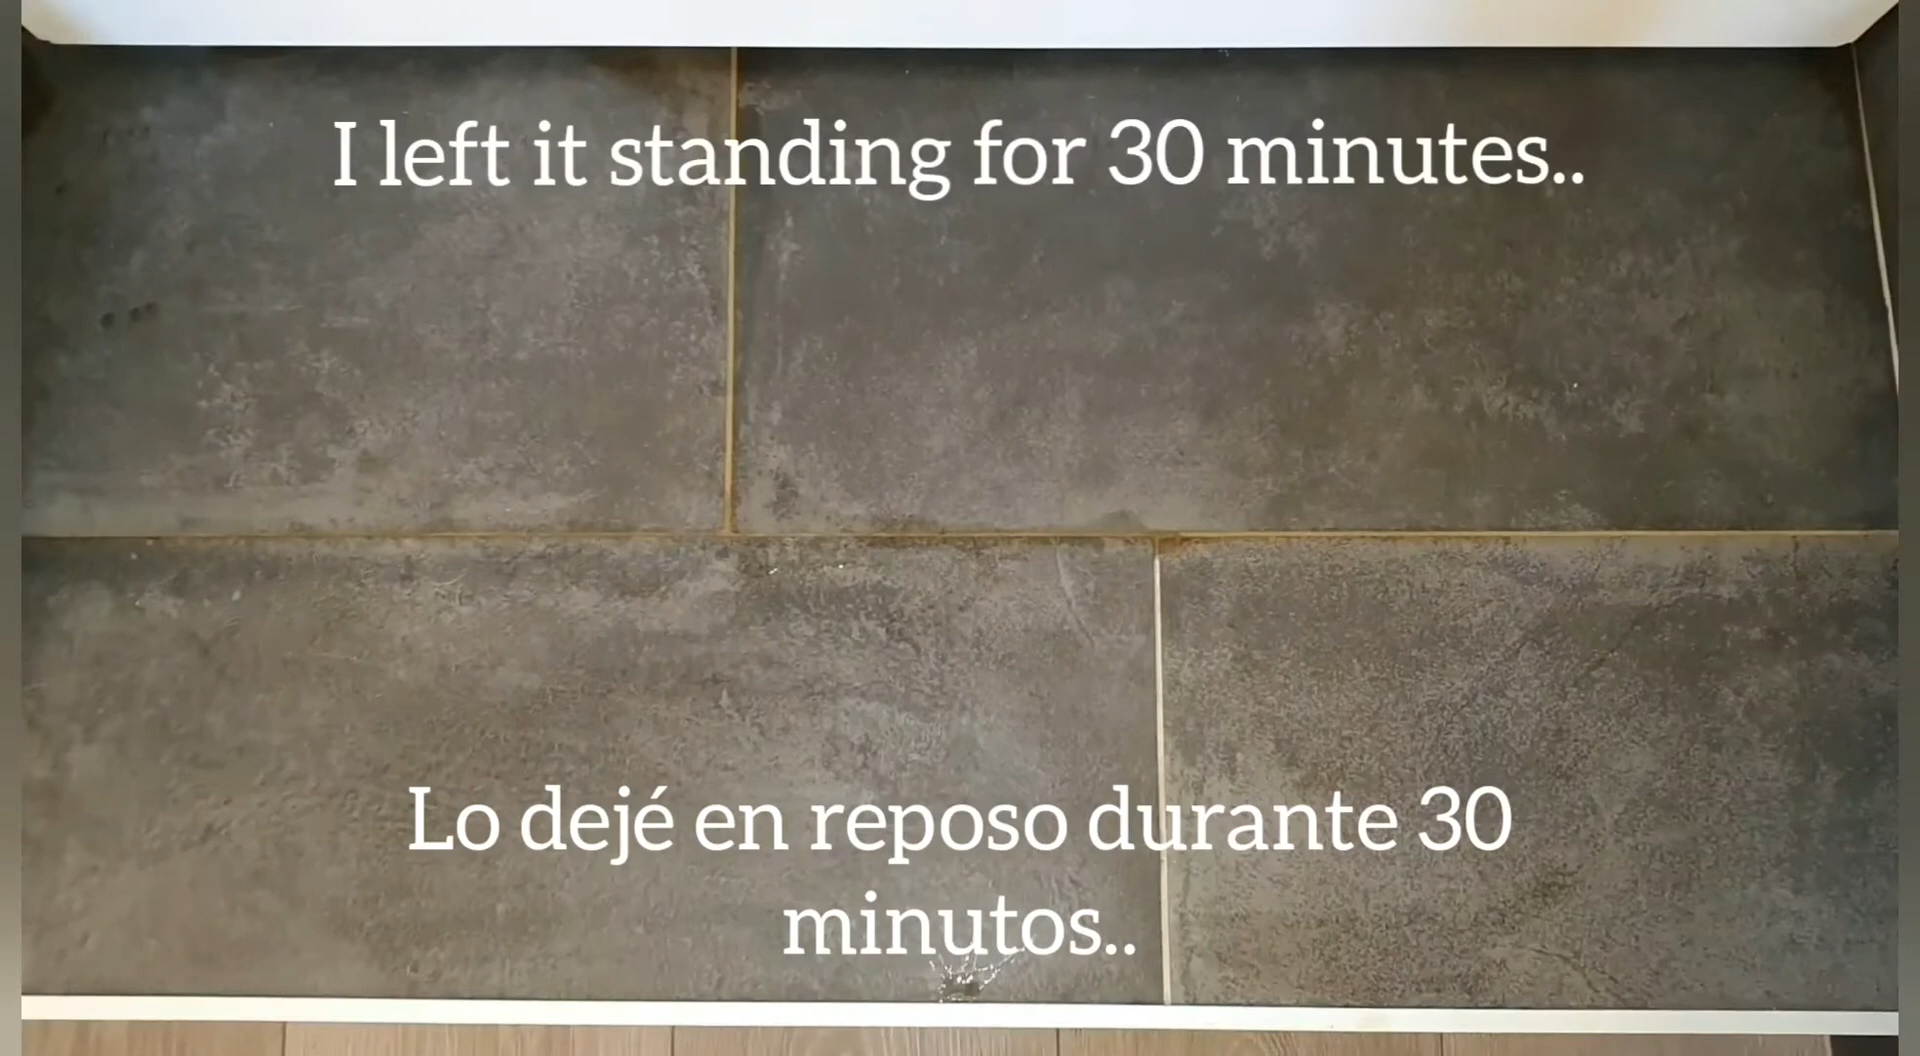 I left it standing for 30 minutes..
Lo dejé en reposo durante 30
minutos..